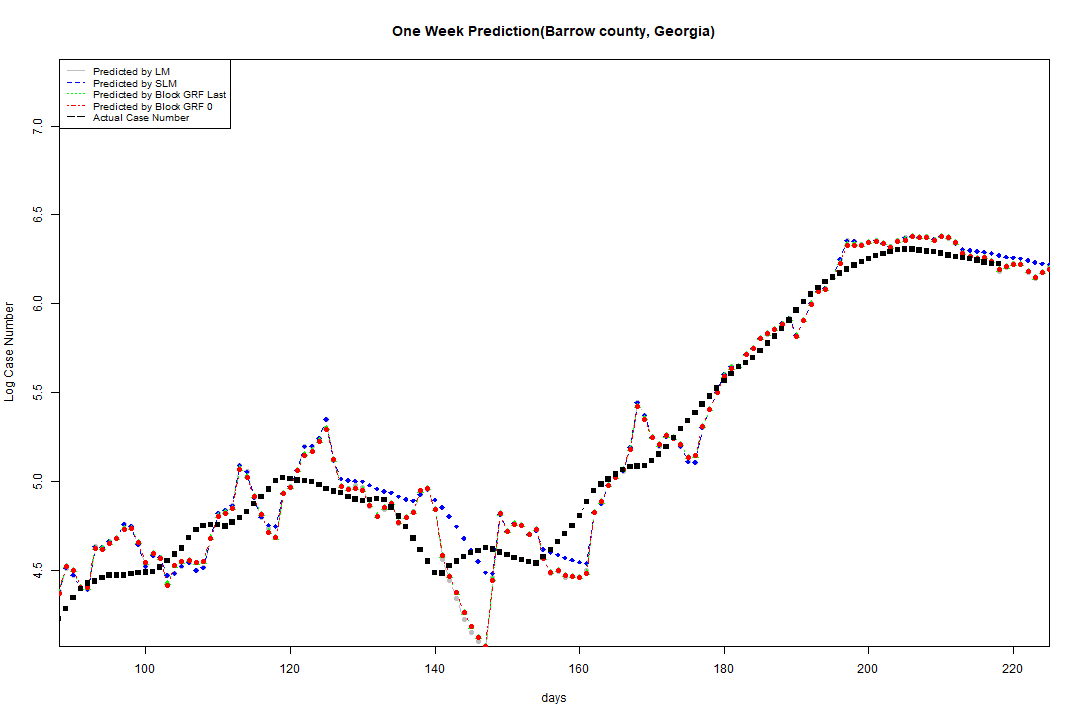 One Week Prediction(Barrow county, Georgia)
Predicted by LM
Predicted by SLM
Predicted by Block GRF Last
Predicted by Block GRF 0
Actual Case Number
7.0
6.5
6.0
5.5
5.0
4.5
Log Case Number
100 120 140 160 180 200 220
days